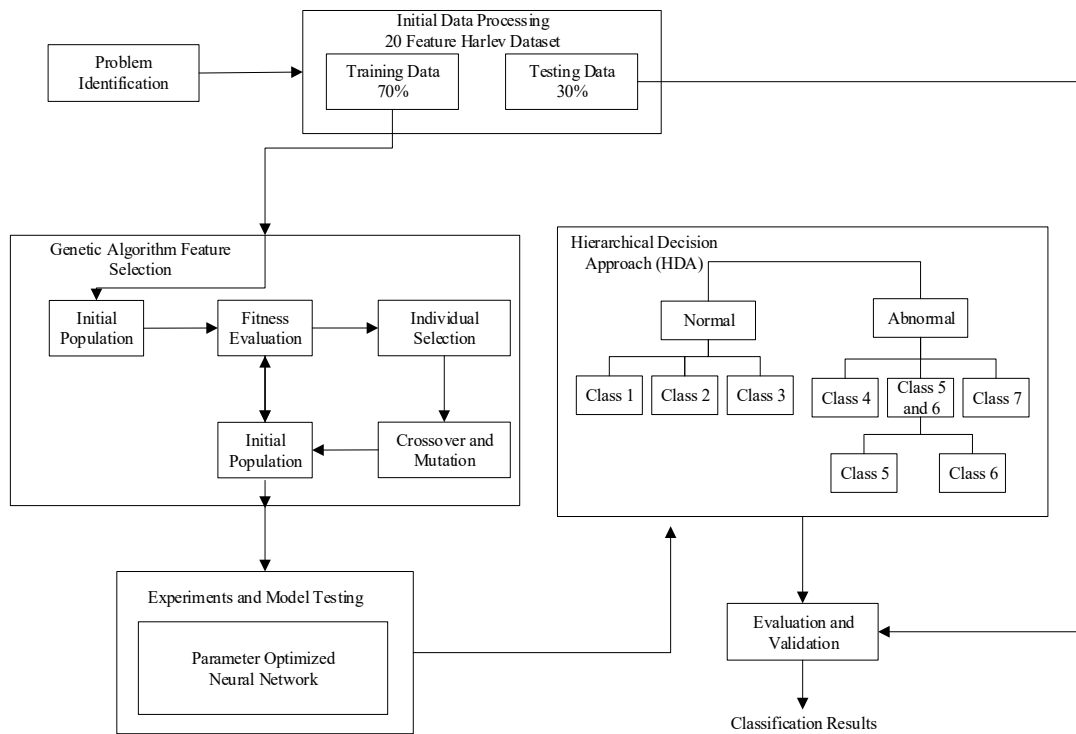 Initial Data Processing
20 Feature Harlev Dataset
Problem
Identification
Training Data
70%
Testing Data
30%
Genetic Algorithm Feature
Selection
Initial
Population
Fitness
Evaluation
Individual
Selection
Initial
Population
Crossover and
Mutation
Hierarchical Decision
Approach (HDA)
Normal
Abnormal
Class 1
Class 2
Class 3
Class 4
Class 5
and 6
Class 7
Class 5
Class 6
Experiments and Model Testing
Parameter Optimized
Neural Network
Evaluation and
Validation
Classification Results